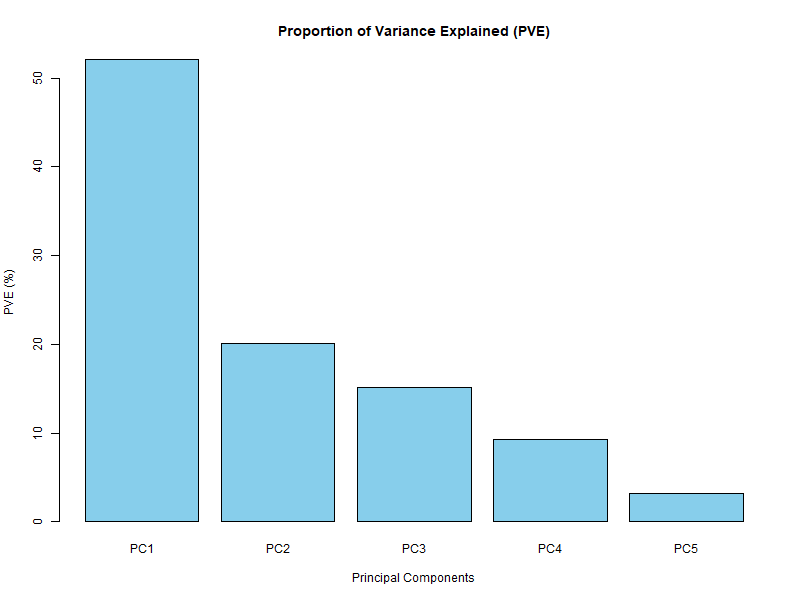 Proportion of Variance Explained (PVE)
PVE (%)
50
40
30
20
10
0
PC1 PC2 PC3 PC4 PC5
Principal Components